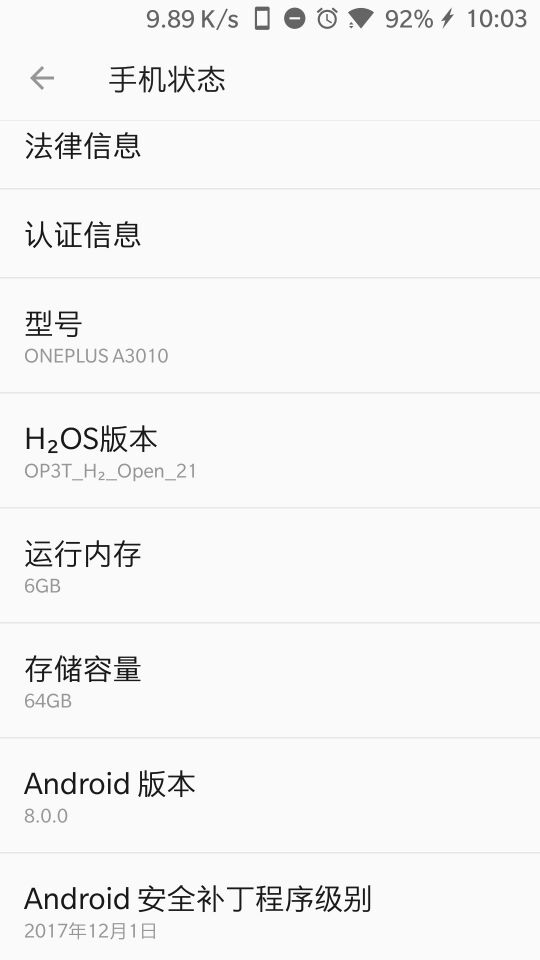 9.89 K/s 92% 10:03
手机状态
法律信息
认证信息
型号
ONEPLUS A3010
H₂OS版本
OP3T_H₂_Open_21
运行内存
6GB
存储容量
64GB
Android 版本
8.0.0
Android 安全补丁程序级别
2017年12月1日